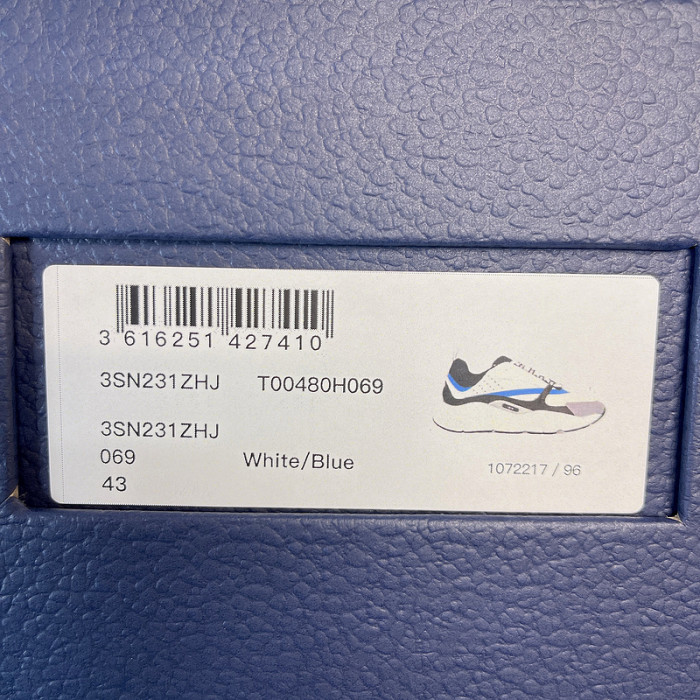 3 616251 427410
3SN231ZHJ T00480H069
3SN231ZHJ
069 White/Blue
43
1072217 / 96